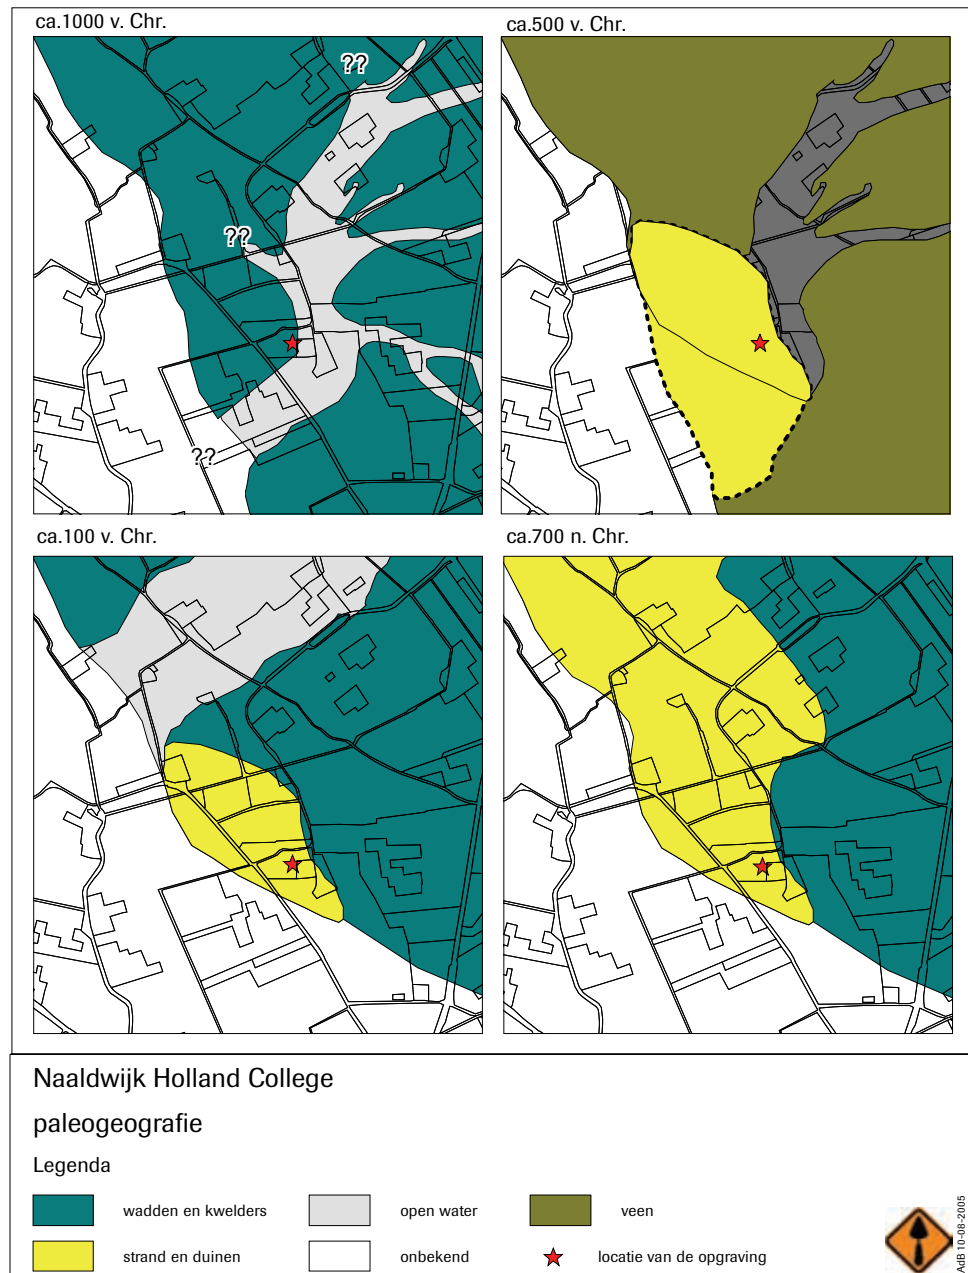 ca.1000 v. Chr.
ca.500 v. Chr.
??
??
??
ca.100 v. Chr.
ca.700 n. Chr.
Naaldwijk Holland College
paleogeografie
Legenda
wadden en kwelders
open water
veen
strand en duinen
onbekend
locatie van de opgraving
AdB 10-08-2005